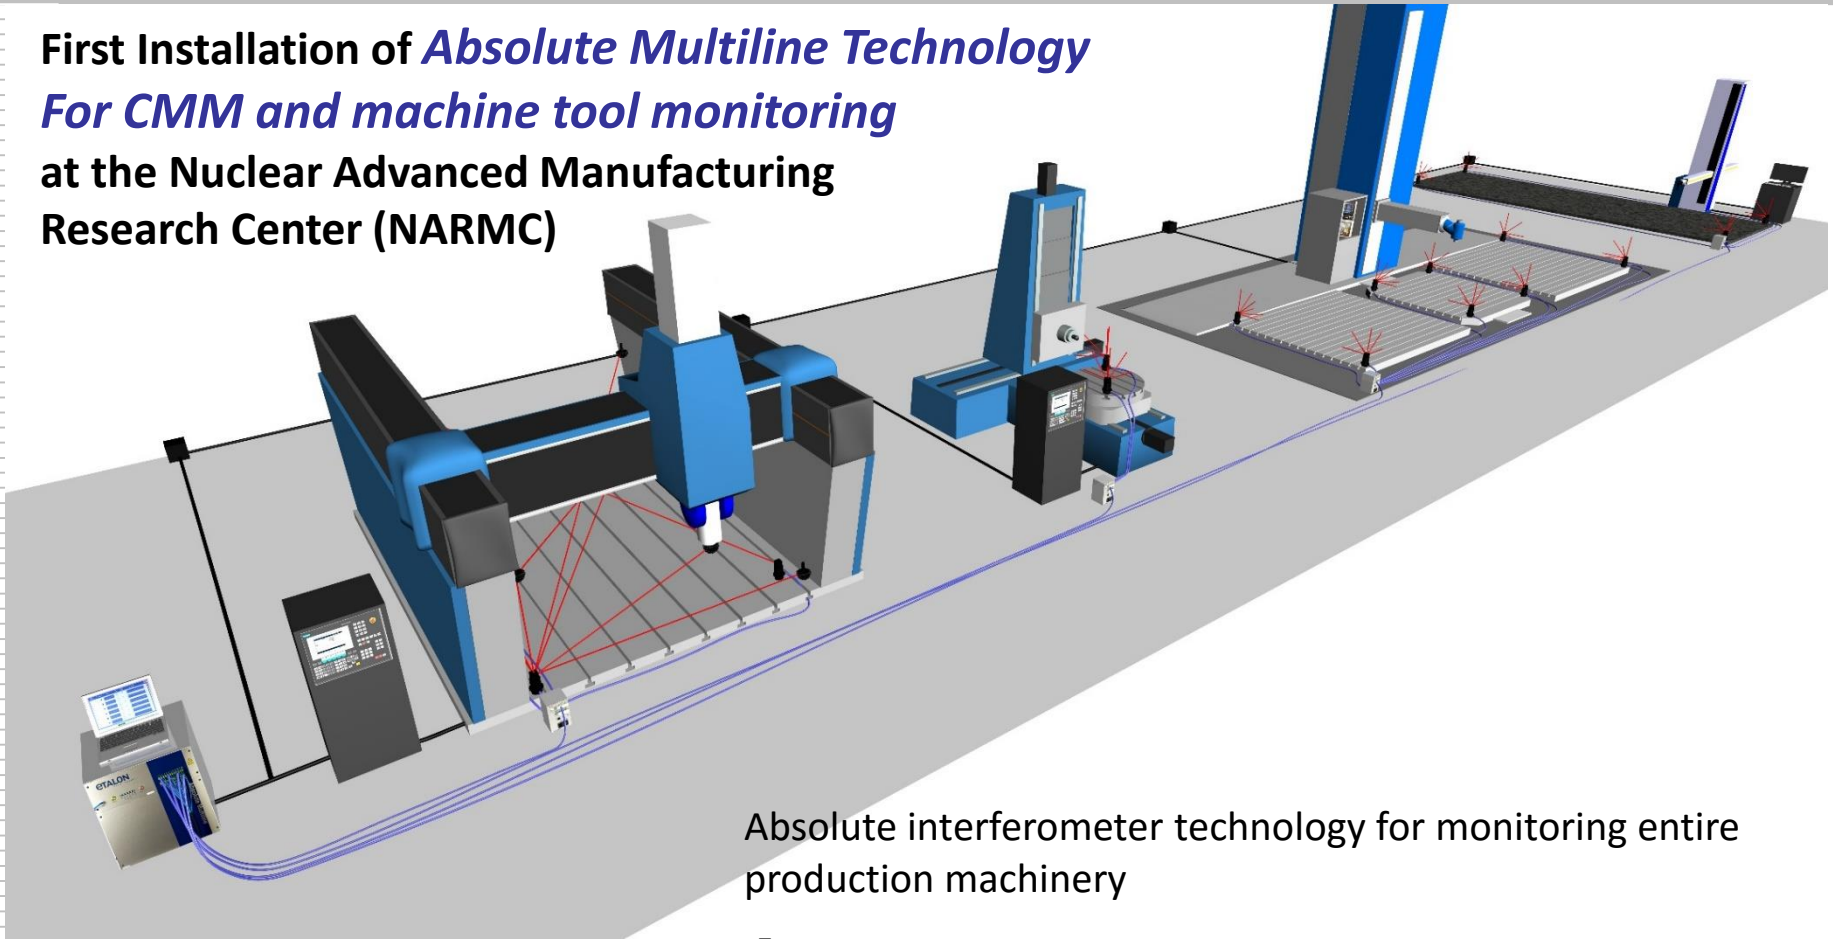 First Installation of Absolute Multiline Technology
For CMM and machine tool monitoring
at the Nuclear Advanced Manufacturing
Research Center (NARMC)
eTALON
Absolute interferometer technology for monitoring entire
production machinery